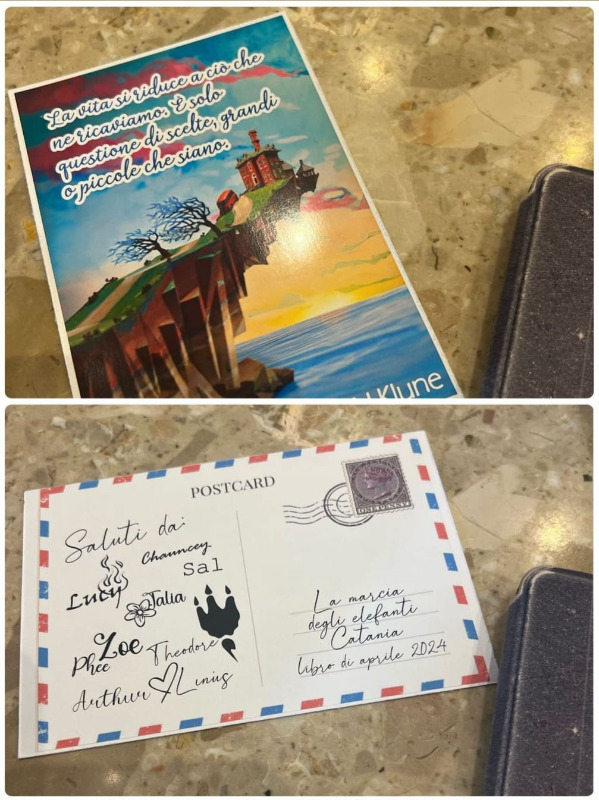 La vita si riduce a ciò che
ne ricaviamo. È solo
questione di scelte, grandi
o piccole che siano.
Klune
POSTCARD
Saluti da:
Chauncey
Sal
Lucy
Talia
ONE PENNY
Zoe
Phee
Theodore
Arthur
Linus
La marcia
degli elefanti
Catania
libro di aprile 2024